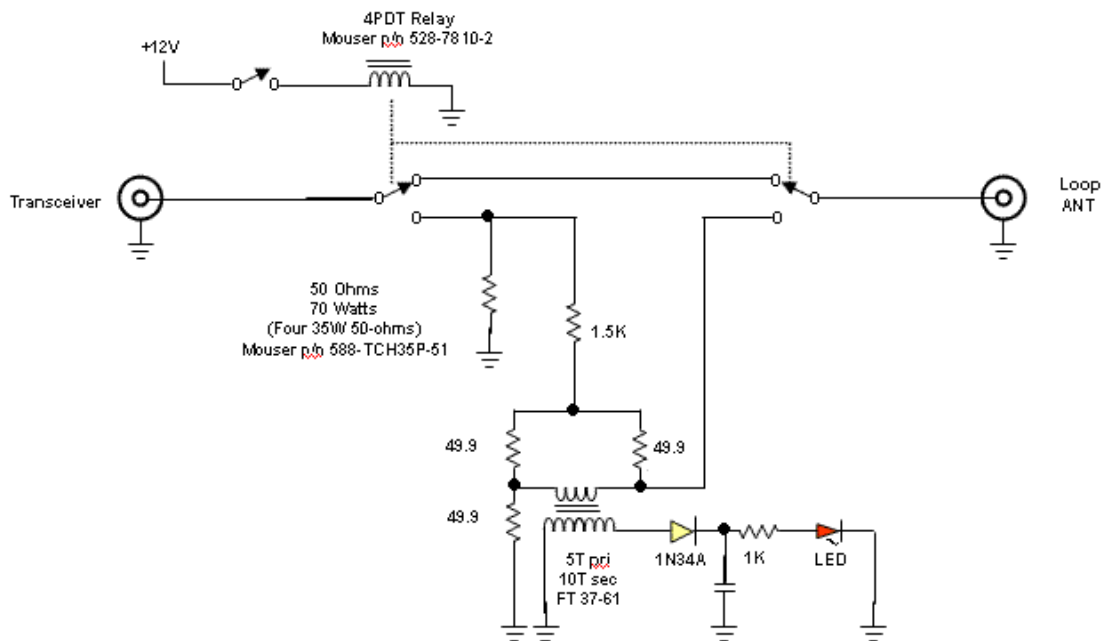 4PDT Relay
Mouser p/n 528-7810-2
+12V
Transceiver
Loop
ANT
50 Ohms
70 Watts
(Four 35W 50-ohms)
Mouser p/n 588-TCH35P-51
1.5K
49.9
49.9
49.9
1N34A
1K
LED
5T pri
10T sec
FT 37-61